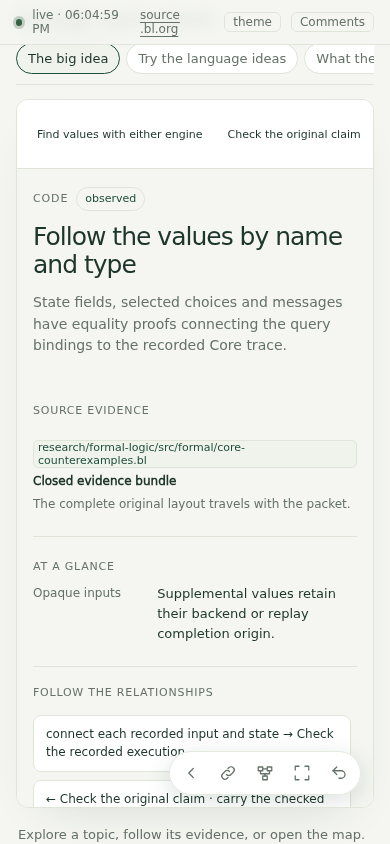 live · 06:04:59 PM
source .bl.org
theme
Comments
The big idea
Try the language ideas
What the
Find values with either engine
Check the original claim
CODE
observed
Follow the values by name
and type
State fields, selected choices and messages
have equality proofs connecting the query
bindings to the recorded Core trace.
SOURCE EVIDENCE
research/formal-logic/src/formal/core-
counterexamples.bl
Closed evidence bundle
The complete original layout travels with the packet.
AT A GLANCE
Opaque inputs
Supplemental values retain
their backend or replay
completion origin.
FOLLOW THE RELATIONSHIPS
connect each recorded input and state → Check
the recorded execution
← Check the original claim · carry the checked
Explore a topic, follow its evidence, or open the map.